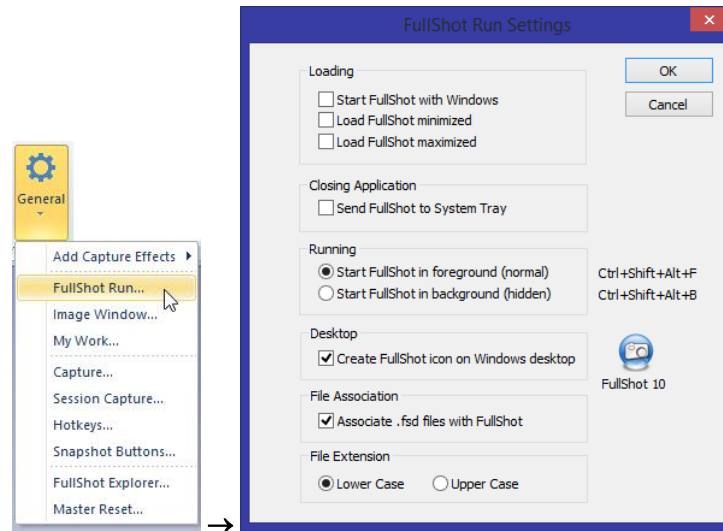 General
Add Capture Effects
FullShot Run...
Image Window...
My Work...
Capture...
Session Capture...
Hotkeys...
Snapshot Buttons...
FullShot Explorer...
Master Reset...
→
FullShot Run Settings
Loading
Start FullShot with Windows
Load FullShot minimized
Load FullShot maximized
OK
Cancel
Closing Application
Send FullShot to System Tray
Running
Start FullShot in foreground (normal) Ctrl+Shift+Alt+F
Start FullShot in background (hidden) Ctrl+Shift+Alt+B
Desktop
Create FullShot icon on Windows desktop
FullShot 10
File Association
Associate .fsd files with FullShot
File Extension
Lower Case Upper Case